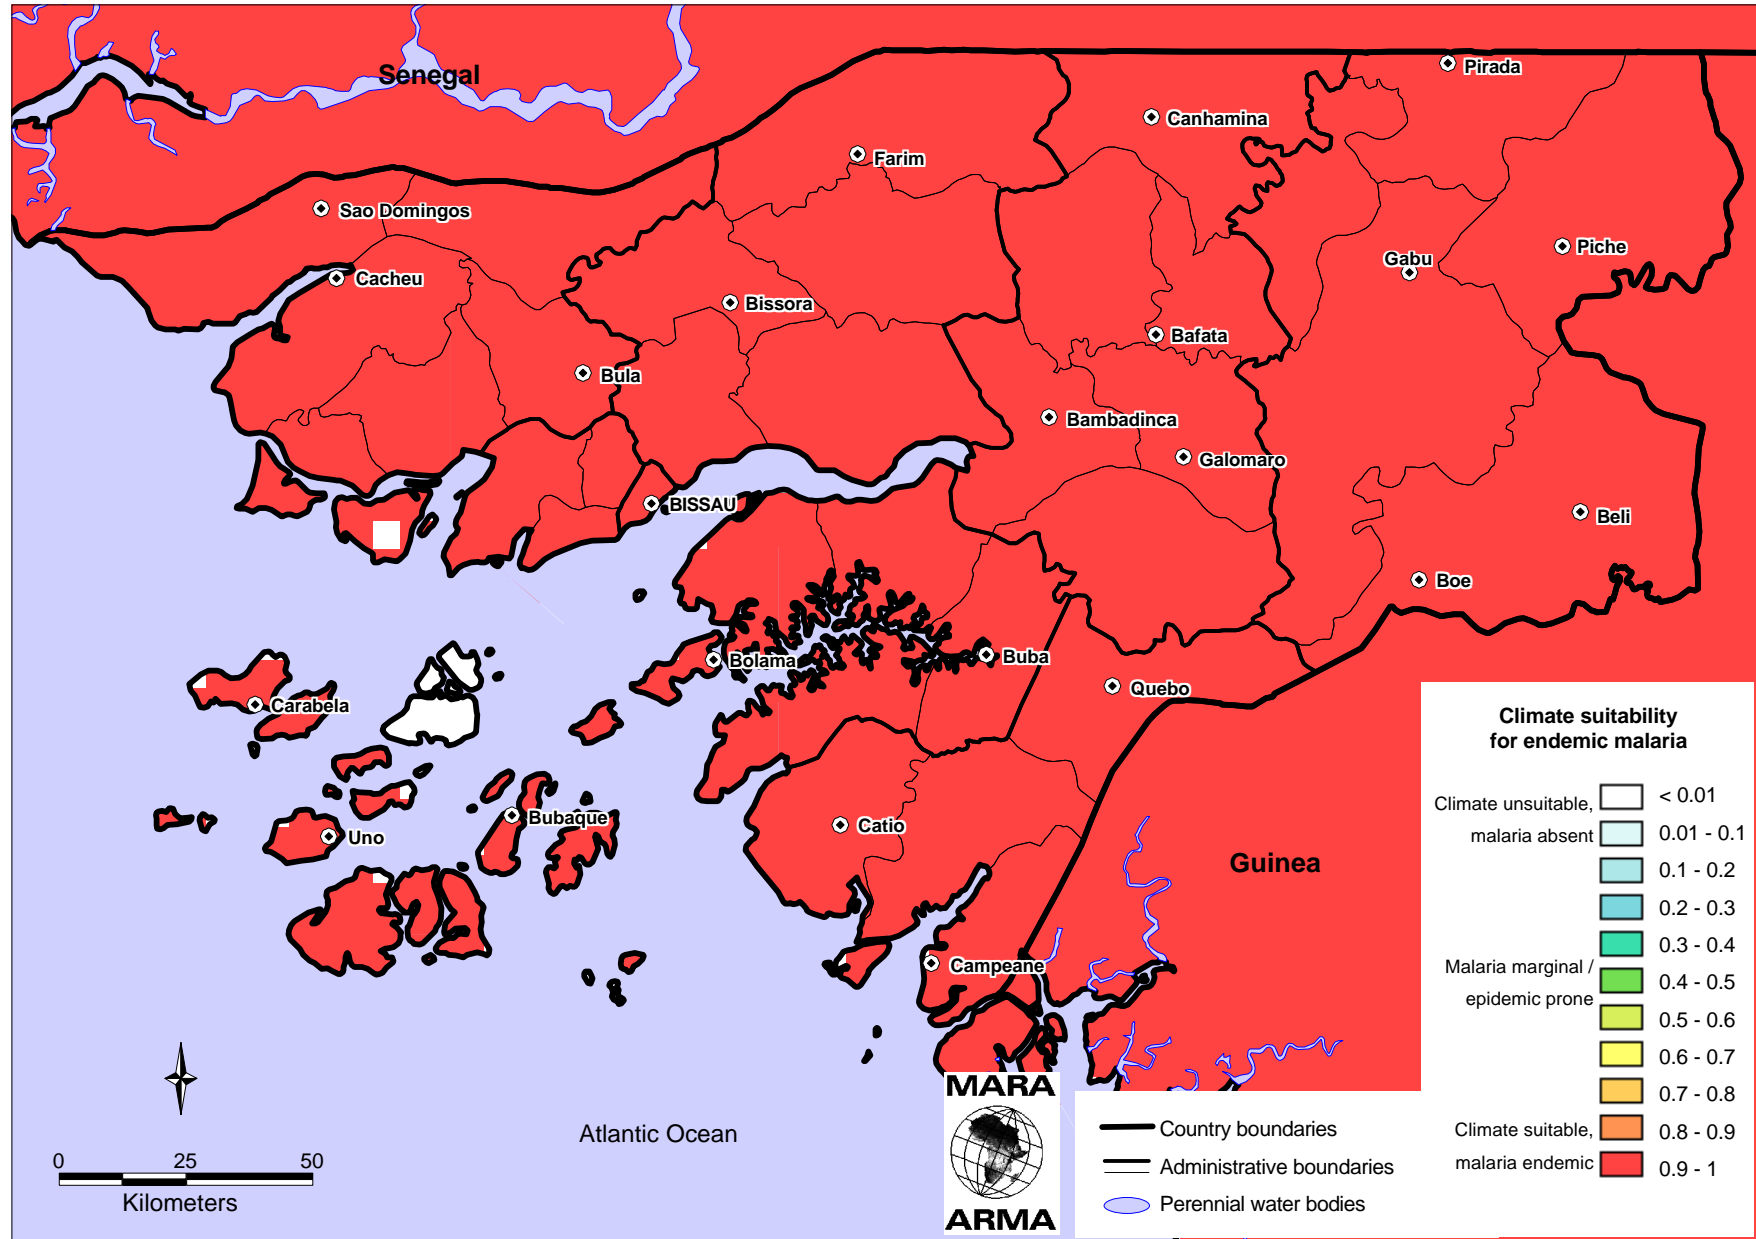 Senegal
Pirada
Canhamina
Farim
Sao Domingos
Piche
Gabu
Cacheu
Bissora
Bafata
Bula
Bambadinca
Galomaro
BISSAU
Beli
Boe
Bolama
Buba
Quebo
Carabela
Bubaque
Uno
Catio
Guinea
Campeane
Atlantic Ocean
0 25 50
Kilometers
MARA
ARMA
Country boundaries
Administrative boundaries
Perennial water bodies
Climate suitability
for endemic malaria
Climate unsuitable,
malaria absent
Malaria marginal /
epidemic prone
Climate suitable,
malaria endemic
< 0.01
0.01 - 0.1
0.1 - 0.2
0.2 - 0.3
0.3 - 0.4
0.4 - 0.5
0.5 - 0.6
0.6 - 0.7
0.7 - 0.8
0.8 - 0.9
0.9 - 1